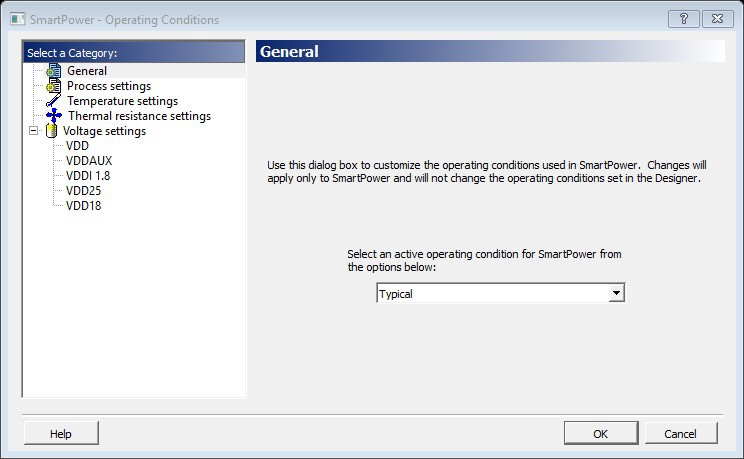 SmartPower - Operating Conditions
Select a Category:
General
Process settings
Temperature settings
Thermal resistance settings
Voltage settings
VDD
VDDAUX
VDDI 1.8
VDD25
VDD18
General
Use this dialog box to customize the operating conditions used in SmartPower. Changes will
apply only to SmartPower and will not change the operating conditions set in the Designer.
Select an active operating condition for SmartPower from
the options below:
Typical
Help
OK
Cancel